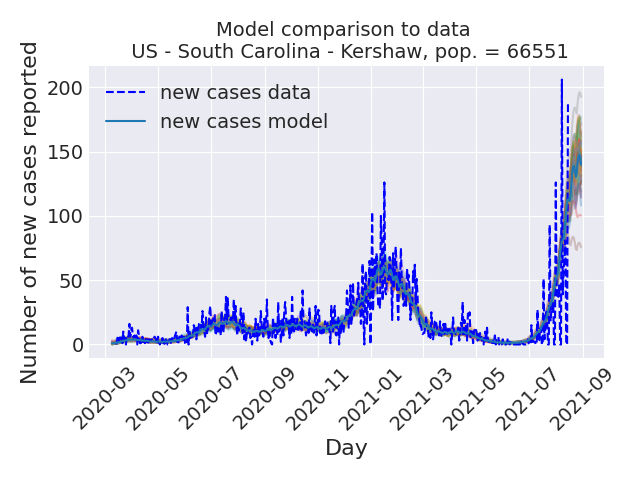 Model comparison to data
US - South Carolina - Kershaw, pop. = 66551
Number of new cases reported
200
150
100
50
0
new cases data
new cases model
2020-03
2020-05
2020-07
2020-09
2020-11
2021-01
2021-03
2021-05
2021-07
2021-09
Day